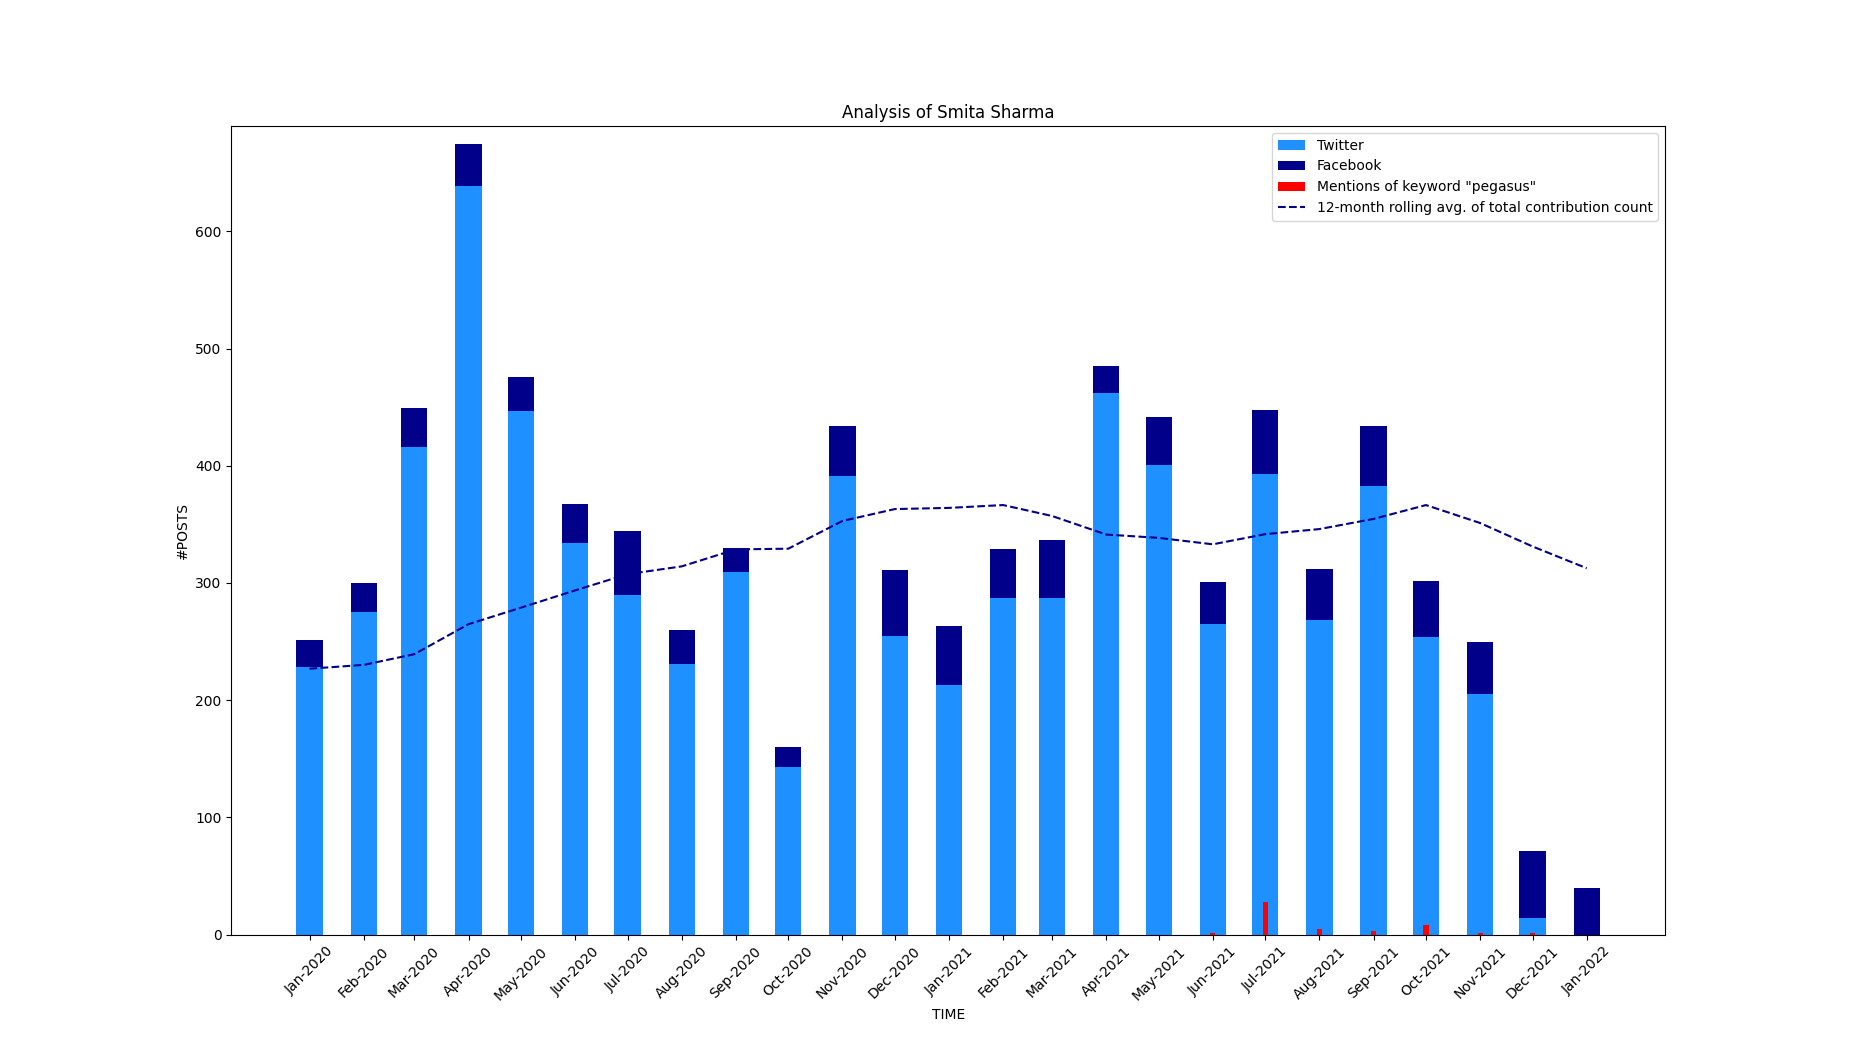 Analysis of Smita Sharma
Twitter
Facebook
Mentions of keyword "pegasus"
12-month rolling avg. of total contribution count
#POSTS
600
500
400
300
200
100
0
Jan-2020
Feb-2020
Mar-2020
Apr-2020
May-2020
Jun-2020
Jul-2020
Aug-2020
Sep-2020
Oct-2020
Nov-2020
Dec-2020
Jan-2021
Feb-2021
Mar-2021
Apr-2021
May-2021
Jun-2021
Jul-2021
Aug-2021
Sep-2021
Oct-2021
Nov-2021
Dec-2021
Jan-2022
TIME